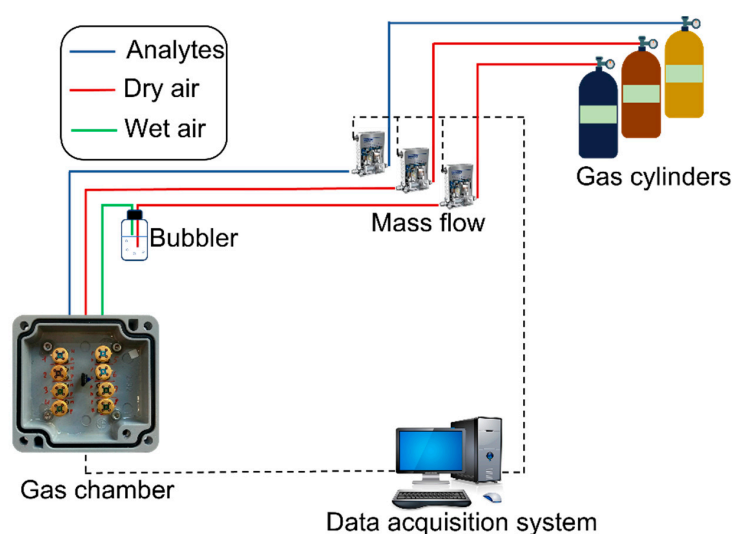 Analytes
Dry air
Wet air
Gas cylinders
Mass flow
Bubbler
Gas chamber
Data acquisition system